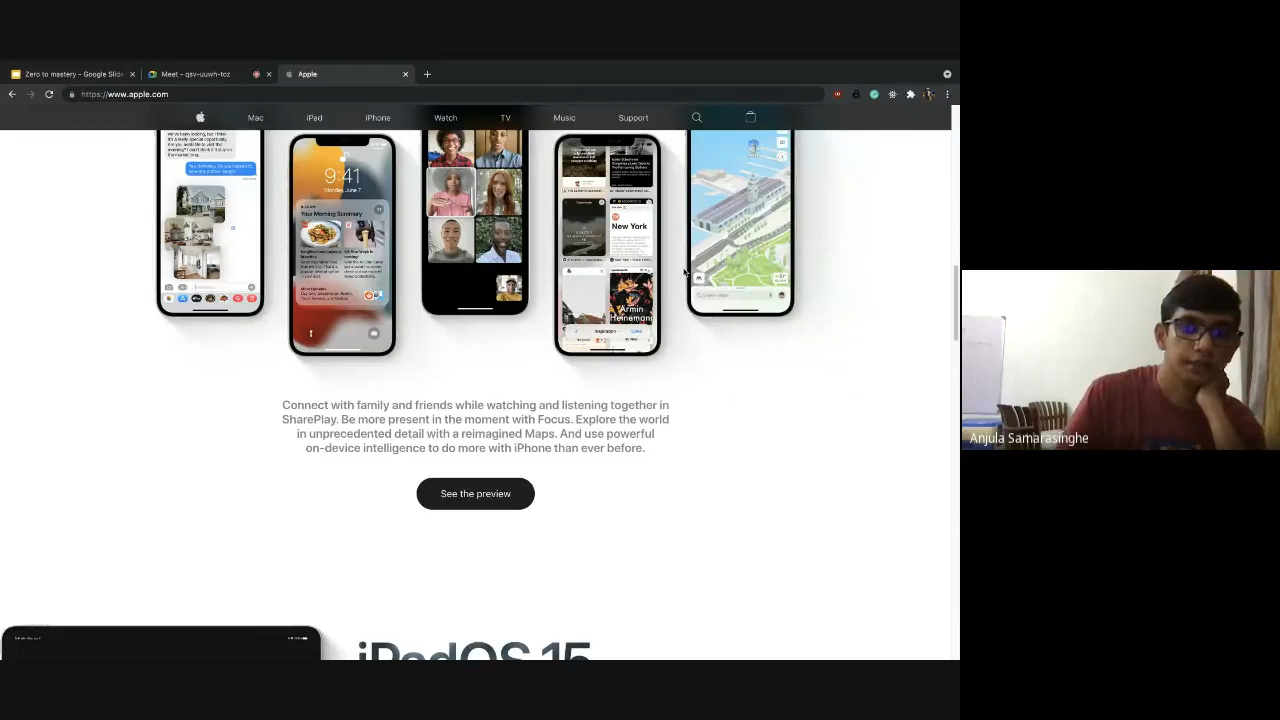 Zero to mastery - Google Slide
Meet - qsv-uuwh-toz
Apple
https://www.apple.com
Mac
iPad
iPhone
Watch
TV
Music
Support
9:41
Monday, June 7
Your Morning Summary
New York
Armin
Heinemann
Inspiration
Connect with family and friends while watching and listening together in
SharePlay. Be more present in the moment with Focus. Explore the world
in unprecedented detail with a reimagined Maps. And use powerful
on-device intelligence to do more with iPhone than ever before.
See the preview
iPadOS 15
Anjula Samarasinghe